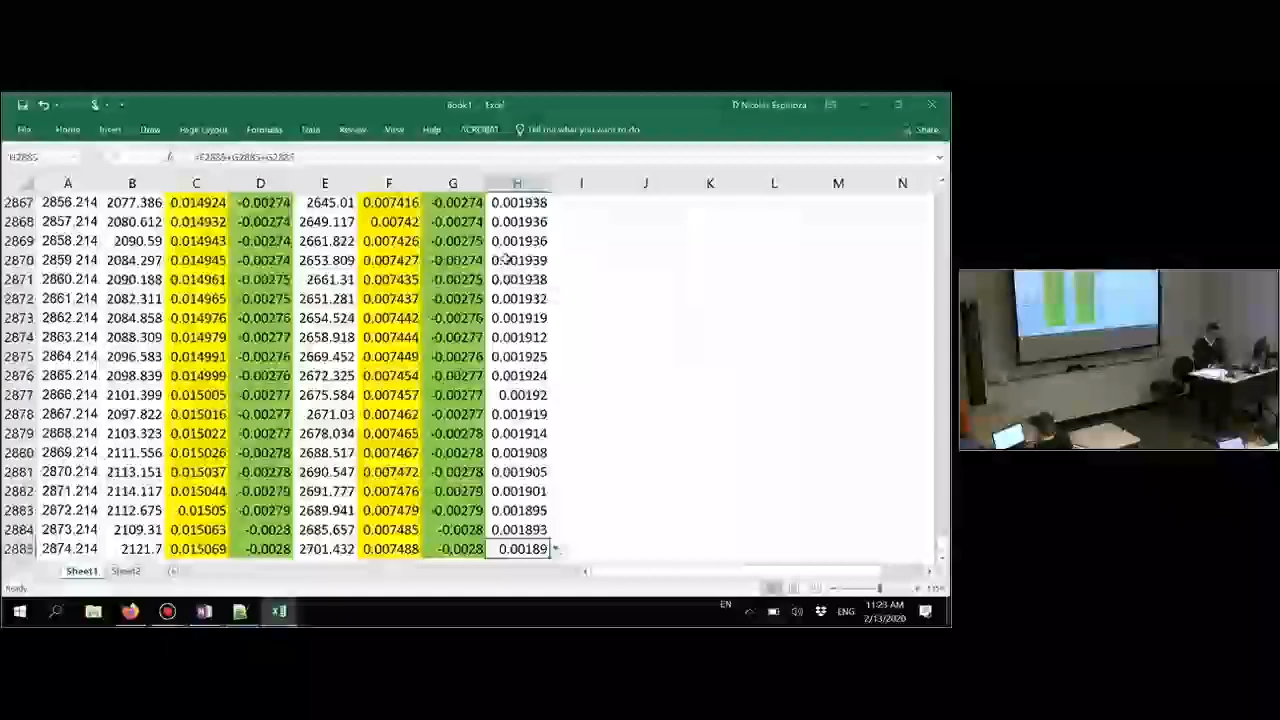 Book1 - Excel
D Nicolas Espinoza
File Home Insert Draw Page Layout Formulas Data Review View Help ACROBAT Tell me what you want to do Share
H2885 =F2885+G2885+G2885
A B C D E F G H I J K L M N
2867 2856.214 2077.386 0.014924 -0.00274 2645.01 0.007416 -0.00274 0.001938
2868 2857.214 2080.612 0.014932 -0.00274 2649.117 0.00742 -0.00274 0.001936
2869 2858.214 2090.59 0.014943 -0.00274 2661.822 0.007426 -0.00275 0.001936
2870 2859.214 2084.297 0.014945 -0.00274 2653.809 0.007427 -0.00274 0.001939
2871 2860.214 2090.188 0.014961 -0.00275 2661.31 0.007435 -0.00275 0.001938
2872 2861.214 2082.311 0.014965 -0.00275 2651.281 0.007437 -0.00275 0.001932
2873 2862.214 2084.858 0.014976 -0.00276 2654.524 0.007442 -0.00276 0.001919
2874 2863.214 2088.309 0.014979 -0.00277 2658.918 0.007444 -0.00277 0.001912
2875 2864.214 2096.583 0.014991 -0.00276 2669.452 0.007449 -0.00276 0.001925
2876 2865.214 2098.839 0.014999 -0.00276 2672.325 0.007454 -0.00277 0.001924
2877 2866.214 2101.399 0.015005 -0.00277 2675.584 0.007457 -0.00277 0.00192
2878 2867.214 2097.822 0.015016 -0.00277 2671.03 0.007462 -0.00277 0.001919
2879 2868.214 2103.323 0.015022 -0.00277 2678.034 0.007465 -0.00278 0.001914
2880 2869.214 2111.556 0.015026 -0.00278 2688.517 0.007467 -0.00278 0.001908
2881 2870.214 2113.151 0.015037 -0.00278 2690.547 0.007472 -0.00278 0.001905
2882 2871.214 2114.117 0.015044 -0.00279 2691.777 0.007476 -0.00279 0.001901
2883 2872.214 2112.675 0.01505 -0.00279 2689.941 0.007479 -0.00279 0.001895
2884 2873.214 2109.31 0.015063 -0.0028 2685.657 0.007485 -0.0028 0.001893
2885 2874.214 2121.7 0.015069 -0.0028 2701.432 0.007488 -0.0028 0.00189
Sheet1 Sheet2
Ready
EN ENG 11:23 AM
2/13/2020